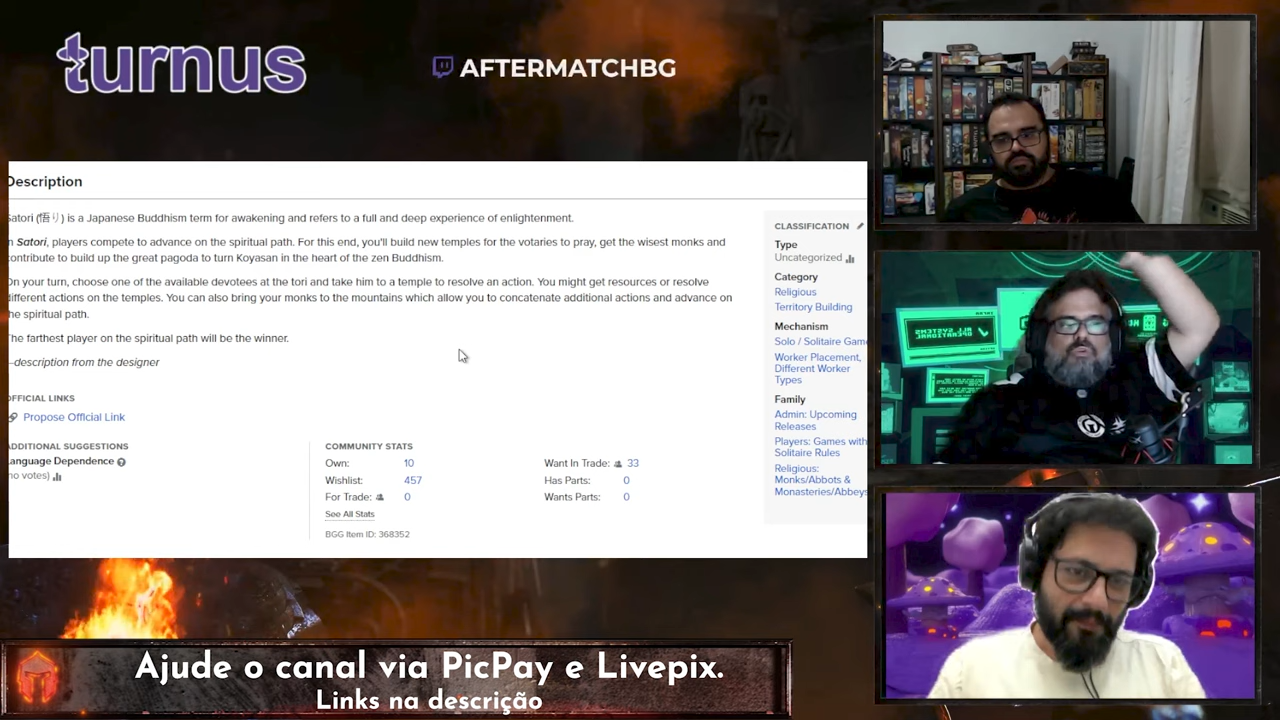 turnus
AFTERMATCHBG
Description
Satori (悟り) is a Japanese Buddhism term for awakening and refers to a full and deep experience of enlightenment.
n Satori, players compete to advance on the spiritual path. For this end, you'll build new temples for the votaries to pray, get the wisest monks and
contribute to build up the great pagoda to turn Koyasan in the heart of the zen Buddhism.
On your turn, choose one of the available devotees at the tori and take him to a temple to resolve an action. You might get resources or resolve
different actions on the temples. You can also bring your monks to the mountains which allow you to concatenate additional actions and advance on
the spiritual path.
The farthest player on the spiritual path will be the winner.
—description from the designer
OFFICIAL LINKS
Propose Official Link
ADDITIONAL SUGGESTIONS
Language Dependence
(no votes)
COMMUNITY STATS
Own: 10
Wishlist: 457
For Trade: 0
See All Stats
BGG Item ID: 368352
Want In Trade: 33
Has Parts: 0
Wants Parts: 0
CLASSIFICATION
Type
Uncategorized
Category
Religious
Territory Building
Mechanism
Solo / Solitaire Game
Worker Placement,
Different Worker
Types
Family
Admin: Upcoming
Releases
Players: Games with
Solitaire Rules
Religious:
Monks/Abbots &
Monasteries/Abbeys
ALL SYSTEMS
OPERATIONAL
Ajude o canal via PicPay e Livepix.
Links na descrição